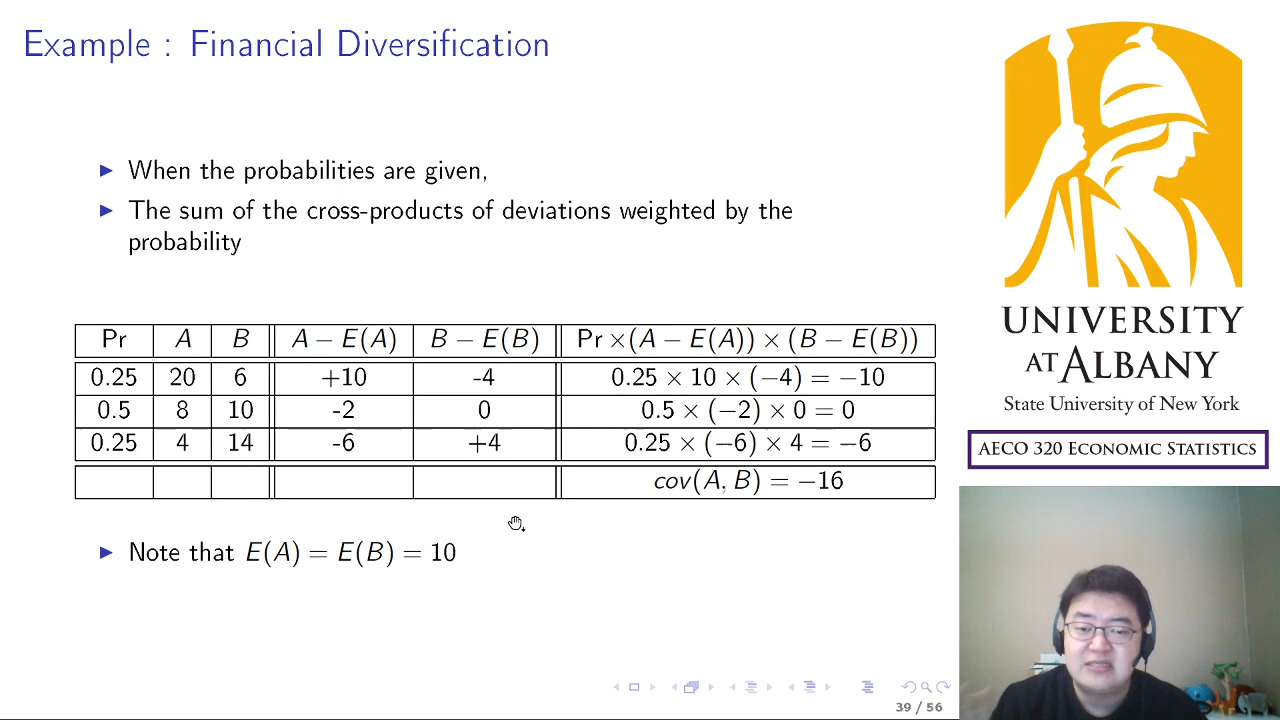 Example : Financial Diversification
When the probabilities are given,
The sum of the cross-products of deviations weighted by the
probability
Pr A B A − E(A) B − E(B) Pr ×(A − E(A)) × (B − E(B))
0.25 20 6 +10 -4 0.25 × 10 × (−4) = −10
0.5 8 10 -2 0 0.5 × (−2) × 0 = 0
0.25 4 14 -6 +4 0.25 × (−6) × 4 = −6
cov(A, B) = −16
Note that E(A) = E(B) = 10
39 / 56
UNIVERSITY
AT ALBANY
State University of New York
AECO 320 ECONOMIC STATISTICS